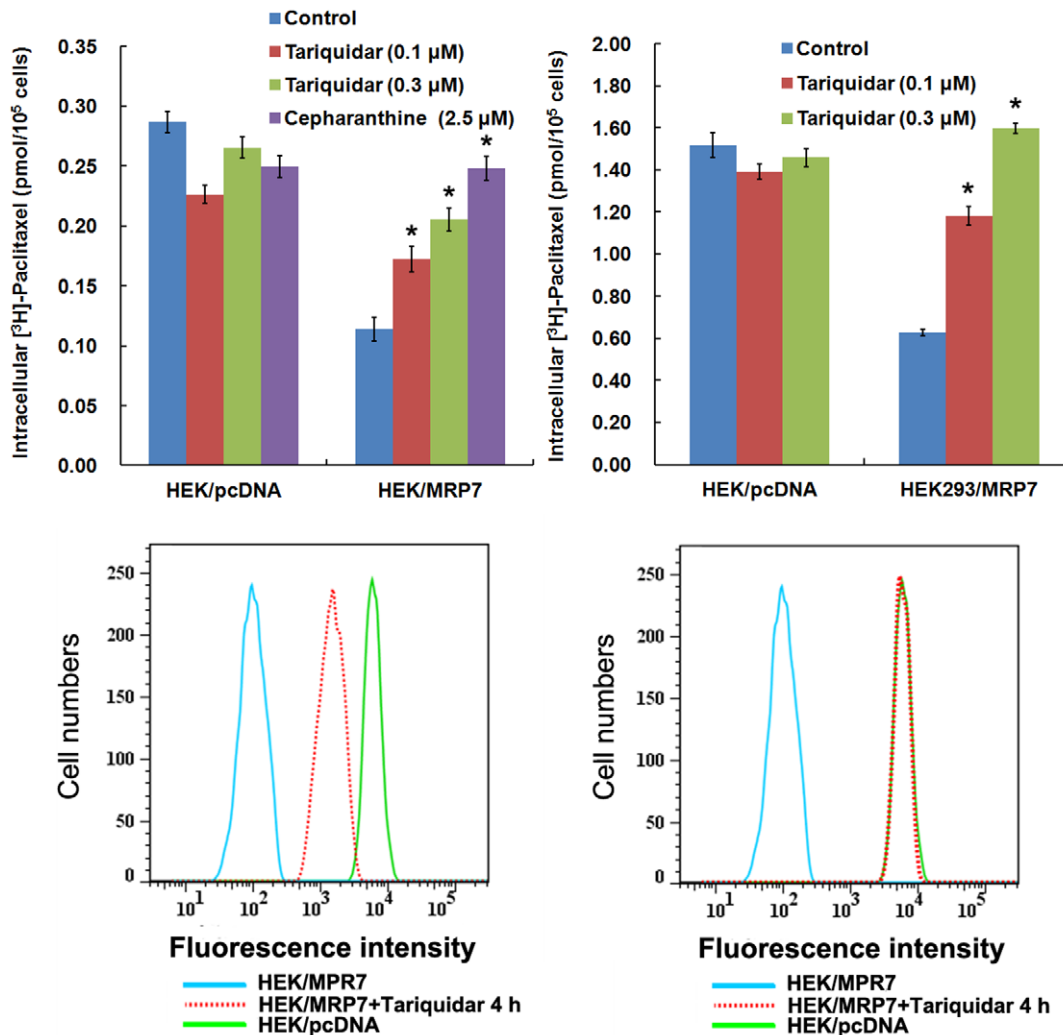 Control
Tariquidar (0.1 µM)
Tariquidar (0.3 µM)
Cepharanthine (2.5 µM)
Intracellular [³H]-Paclitaxel (pmol/10⁵ cells)
0.35
0.30
0.25
0.20
0.15
0.10
0.05
0.00
* * *
HEK/pcDNA HEK/MRP7
Control
Tariquidar (0.1 µM)
Tariquidar (0.3 µM)
Intracellular [³H]-Paclitaxel (pmol/10⁵ cells)
2.00
1.80
1.60
1.40
1.20
1.00
0.80
0.60
0.40
0.20
0.00
* *
HEK/pcDNA HEK293/MRP7
Cell numbers
250
200
150
100
50
0
10¹ 10² 10³ 10⁴ 10⁵
Fluorescence intensity
HEK/MPR7
HEK/MRP7+Tariquidar 4 h
HEK/pcDNA
Cell numbers
250
200
150
100
50
0
10¹ 10² 10³ 10⁴ 10⁵
Fluorescence intensity
HEK/MPR7
HEK/MRP7+Tariquidar 4 h
HEK/pcDNA